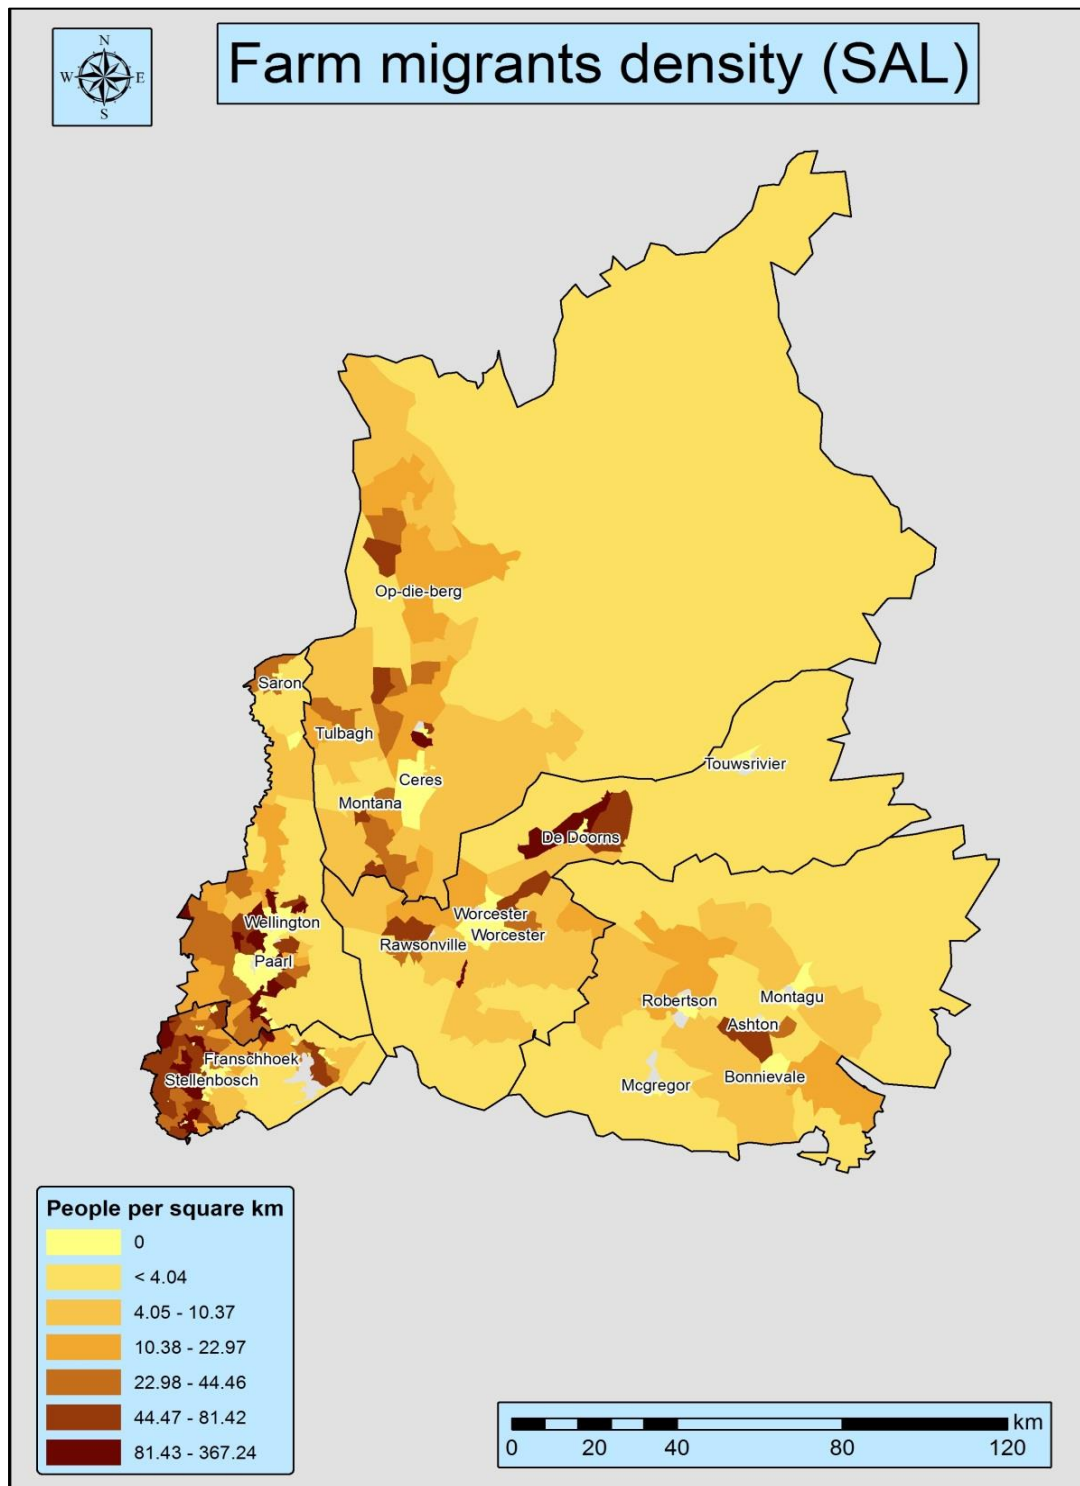 Farm migrants density (SAL)
N
W
E
S
Op-die-berg
Saron
Tulbagh
Touwsrivier
Ceres
Montana
De Doorns
Worcester
Wellington
Worcester
Rawsonville
Paarl
Robertson
Montagu
Ashton
Franschhoek
Stellenbosch
Bonnievale
Mcgregor
People per square km
0
< 4.04
4.05 - 10.37
10.38 - 22.97
22.98 - 44.46
44.47 - 81.42
81.43 - 367.24
km
0 20 40 80 120